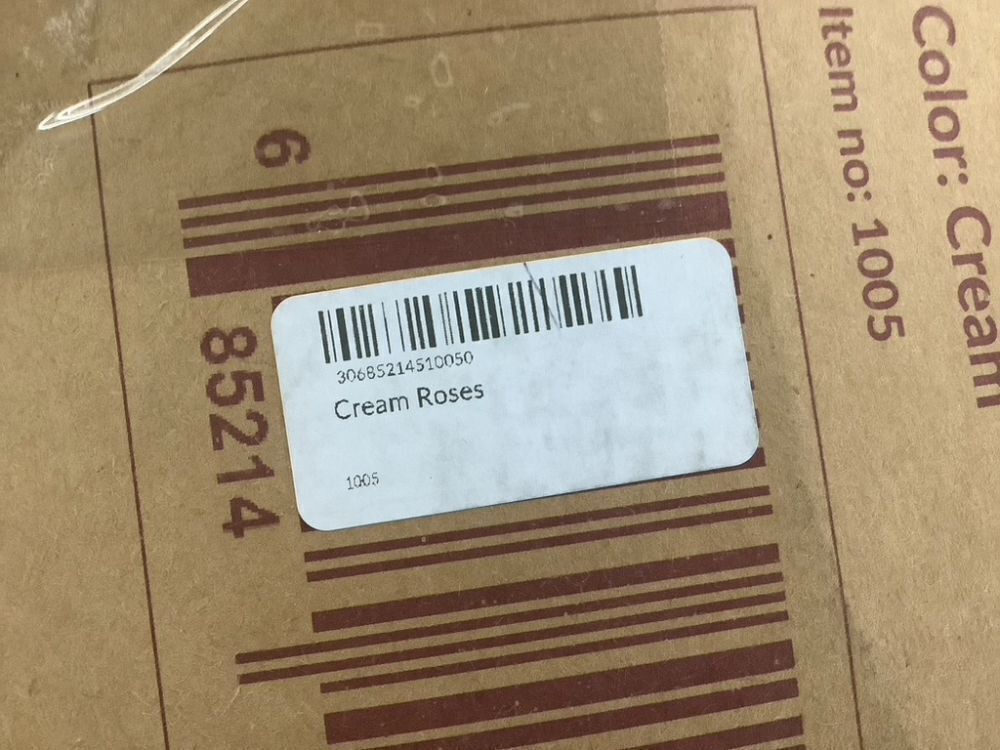 Color: Cream
Item no: 1005
6
85214
30685214510050
Cream Roses
1005